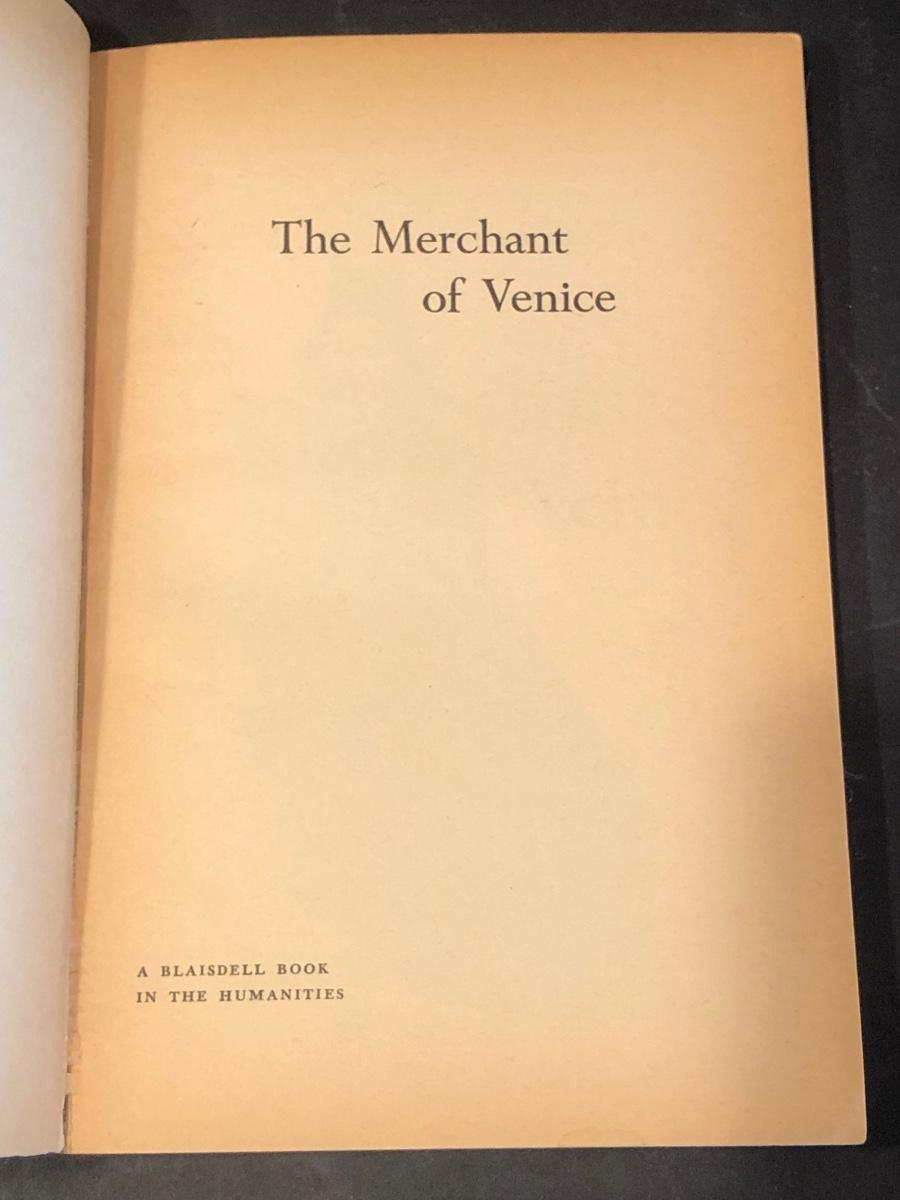 The Merchant
of Venice
A BLAISDELL BOOK
IN THE HUMANITIES